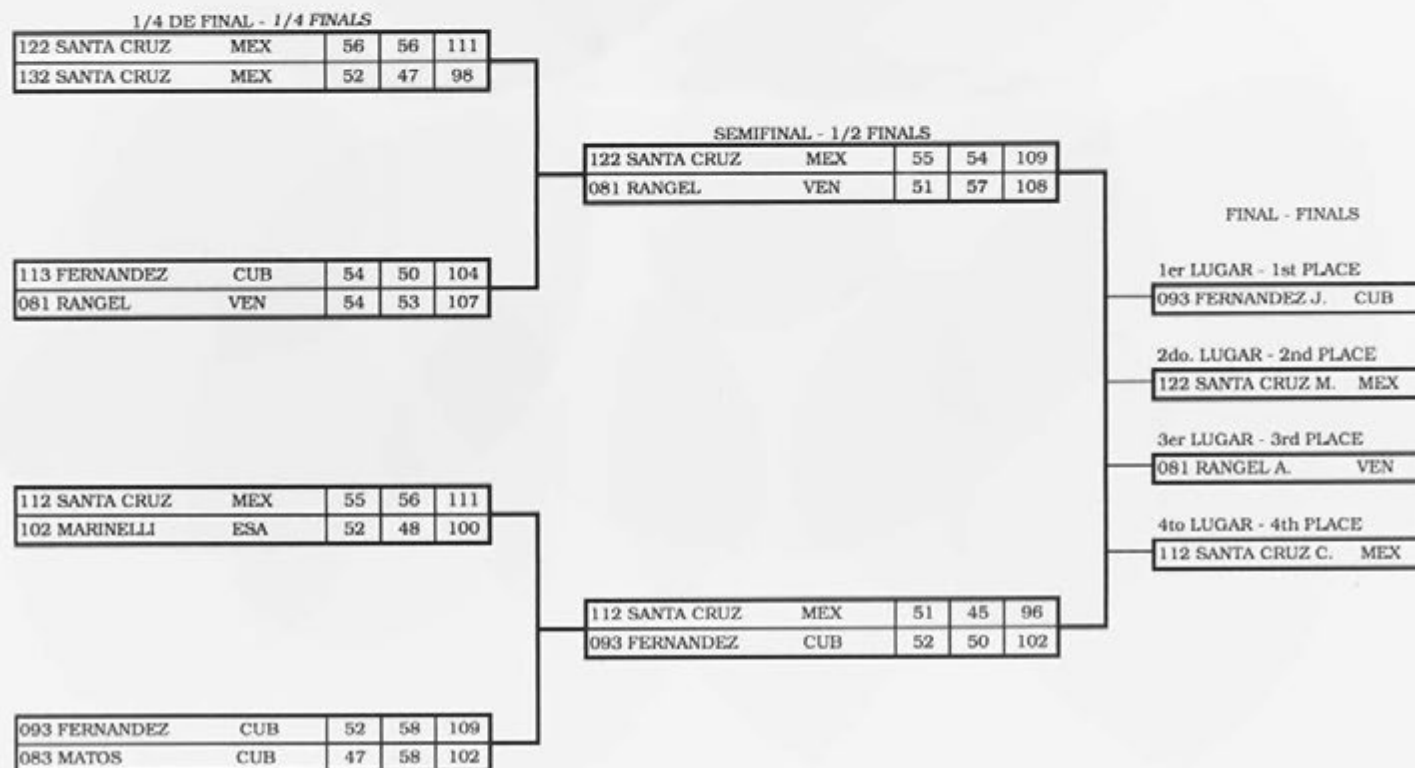 1/4 DE FINAL - 1/4 FINALS
122 SANTA CRUZ MEX 56 56 111
132 SANTA CRUZ MEX 52 47 98
113 FERNANDEZ CUB 54 50 104
081 RANGEL VEN 54 53 107
112 SANTA CRUZ MEX 55 56 111
102 MARINELLI ESA 52 48 100
093 FERNANDEZ CUB 52 58 109
083 MATOS CUB 47 58 102
SEMIFINAL - 1/2 FINALS
122 SANTA CRUZ MEX 55 54 109
081 RANGEL VEN 51 57 108
112 SANTA CRUZ MEX 51 45 96
093 FERNANDEZ CUB 52 50 102
FINAL - FINALS
1er LUGAR - 1st PLACE
093 FERNANDEZ J. CUB
2do. LUGAR - 2nd PLACE
122 SANTA CRUZ M. MEX
3er LUGAR - 3rd PLACE
081 RANGEL A. VEN
4to LUGAR - 4th PLACE
112 SANTA CRUZ C. MEX